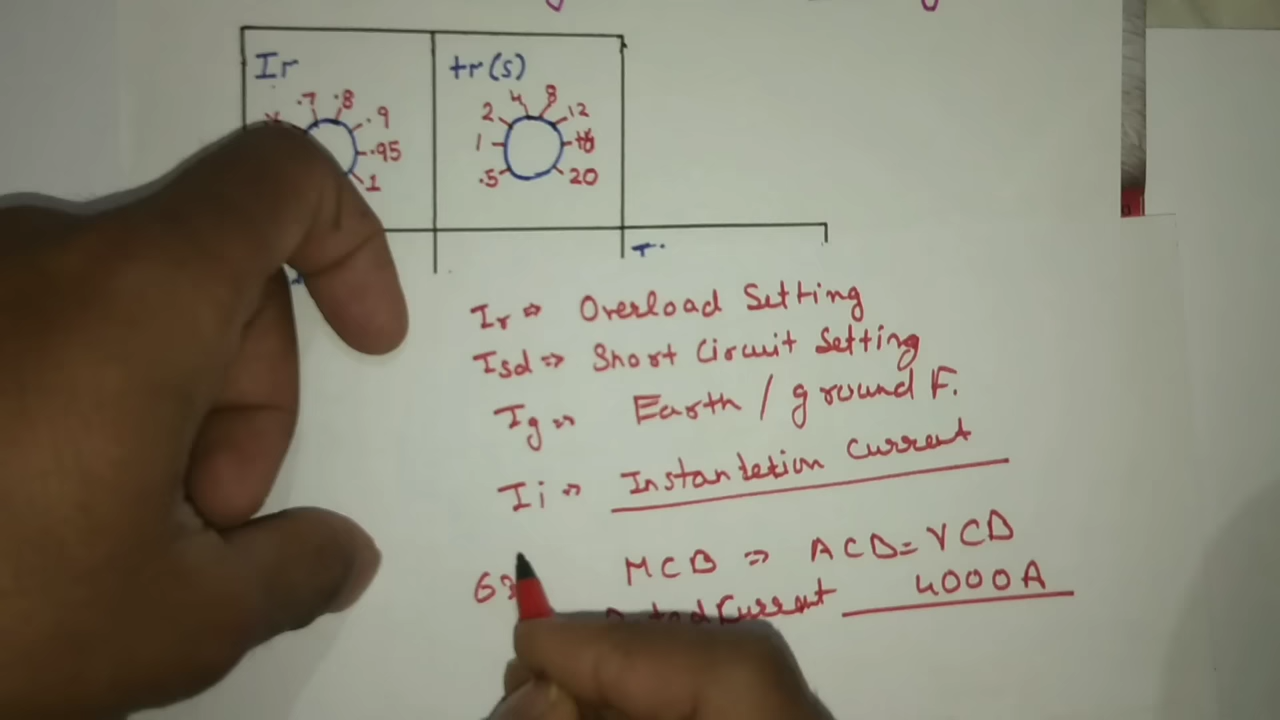 Ir
tr(s)
.7 .8 .9 .95 1
.5 1 2 4 8 12 20
Ir ⇒ Overload Setting
Isd ⇒ Short Circuit Setting
Ig ⇒ Earth / ground F.
Ii ⇒ Instantetion Current
MCB ⇒ ACB = VCB
Current 4000A